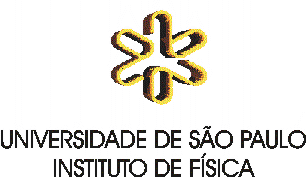 UNIVERSIDADE DE SÃO PAULO
INSTITUTO DE FÍSICA